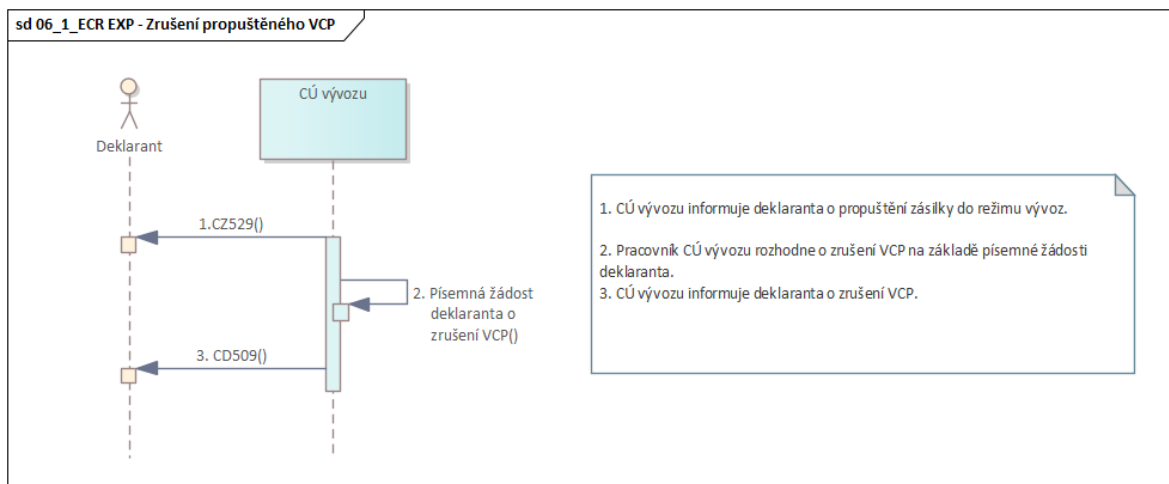 sd 06_1_ECR EXP - Zrušení propuštěného VCP
CÚ vývozu
Deklarant
1.CZ529()
2. Písemná žádost
deklaranta o
zrušení VCP()
3. CD509()
1. CÚ vývozu informuje deklaranta o propuštění zásilky do režimu vývoz.
2. Pracovník CÚ vývozu rozhodne o zrušení VCP na základě písemné žádosti
deklaranta.
3. CÚ vývozu informuje deklaranta o zrušení VCP.